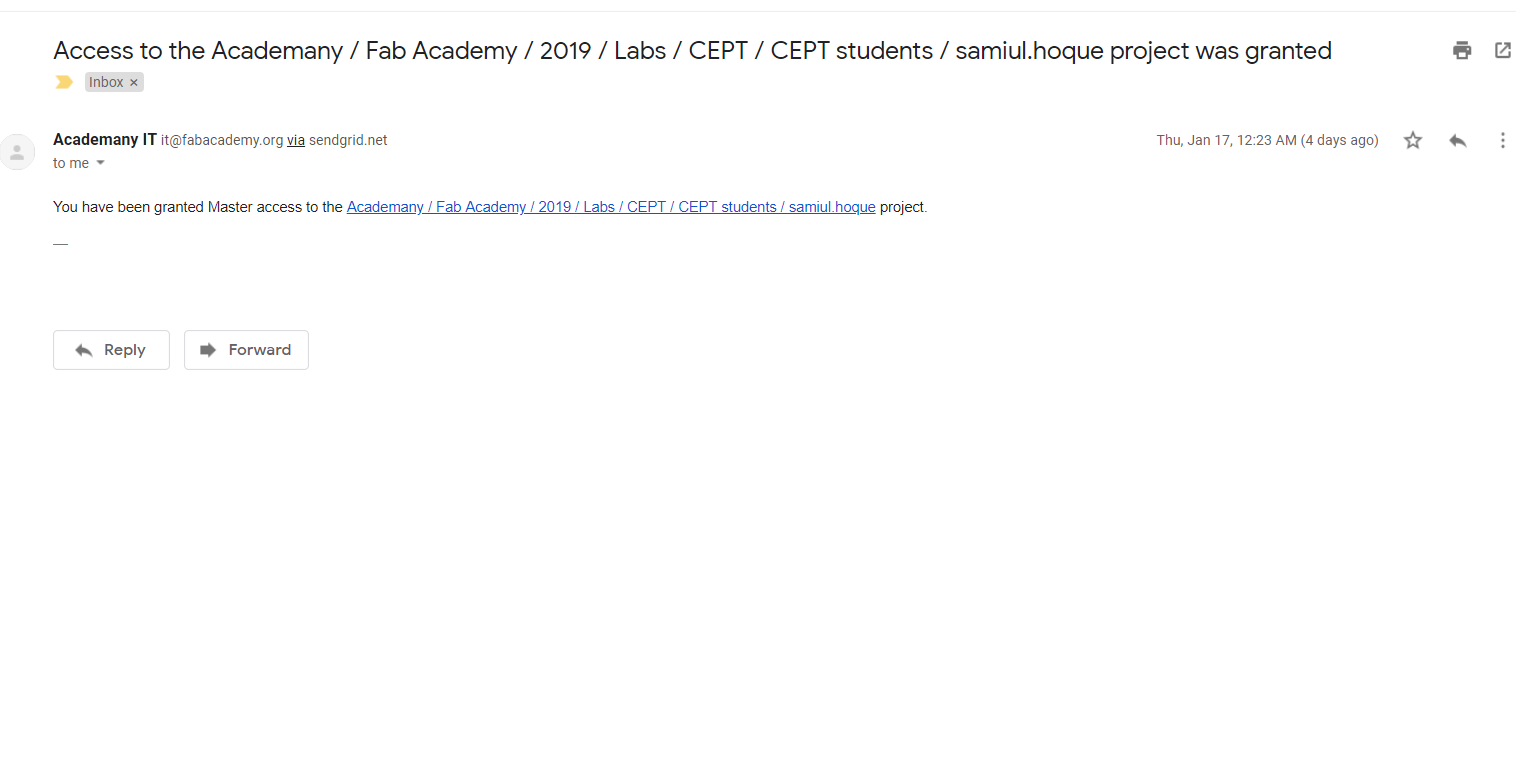 Access to the Academany / Fab Academy / 2019 / Labs / CEPT / CEPT students / samiul.hoque project was granted
Inbox ×
Academany IT it@fabacademy.org via sendgrid.net
Thu, Jan 17, 12:23 AM (4 days ago)
to me
You have been granted Master access to the Academany / Fab Academy / 2019 / Labs / CEPT / CEPT students / samiul.hoque project.
—
Reply
Forward